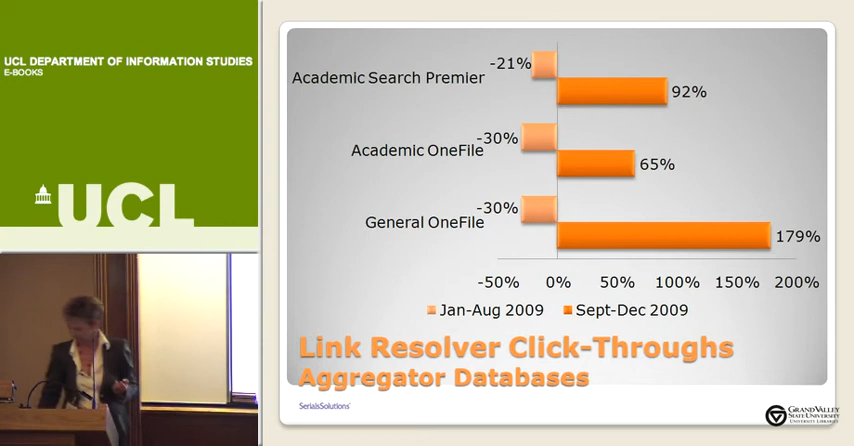 UCL DEPARTMENT OF INFORMATION STUDIES
E-BOOKS
UCL
-21%
Academic Search Premier
92%
-30%
Academic OneFile
65%
-30%
General OneFile
179%
-50% 0% 50% 100% 150% 200%
Jan-Aug 2009 Sept-Dec 2009
Link Resolver Click-Throughs
Aggregator Databases
SerialsSolutions
GRAND VALLEY
STATE UNIVERSITY
UNIVERSITY LIBRARIES